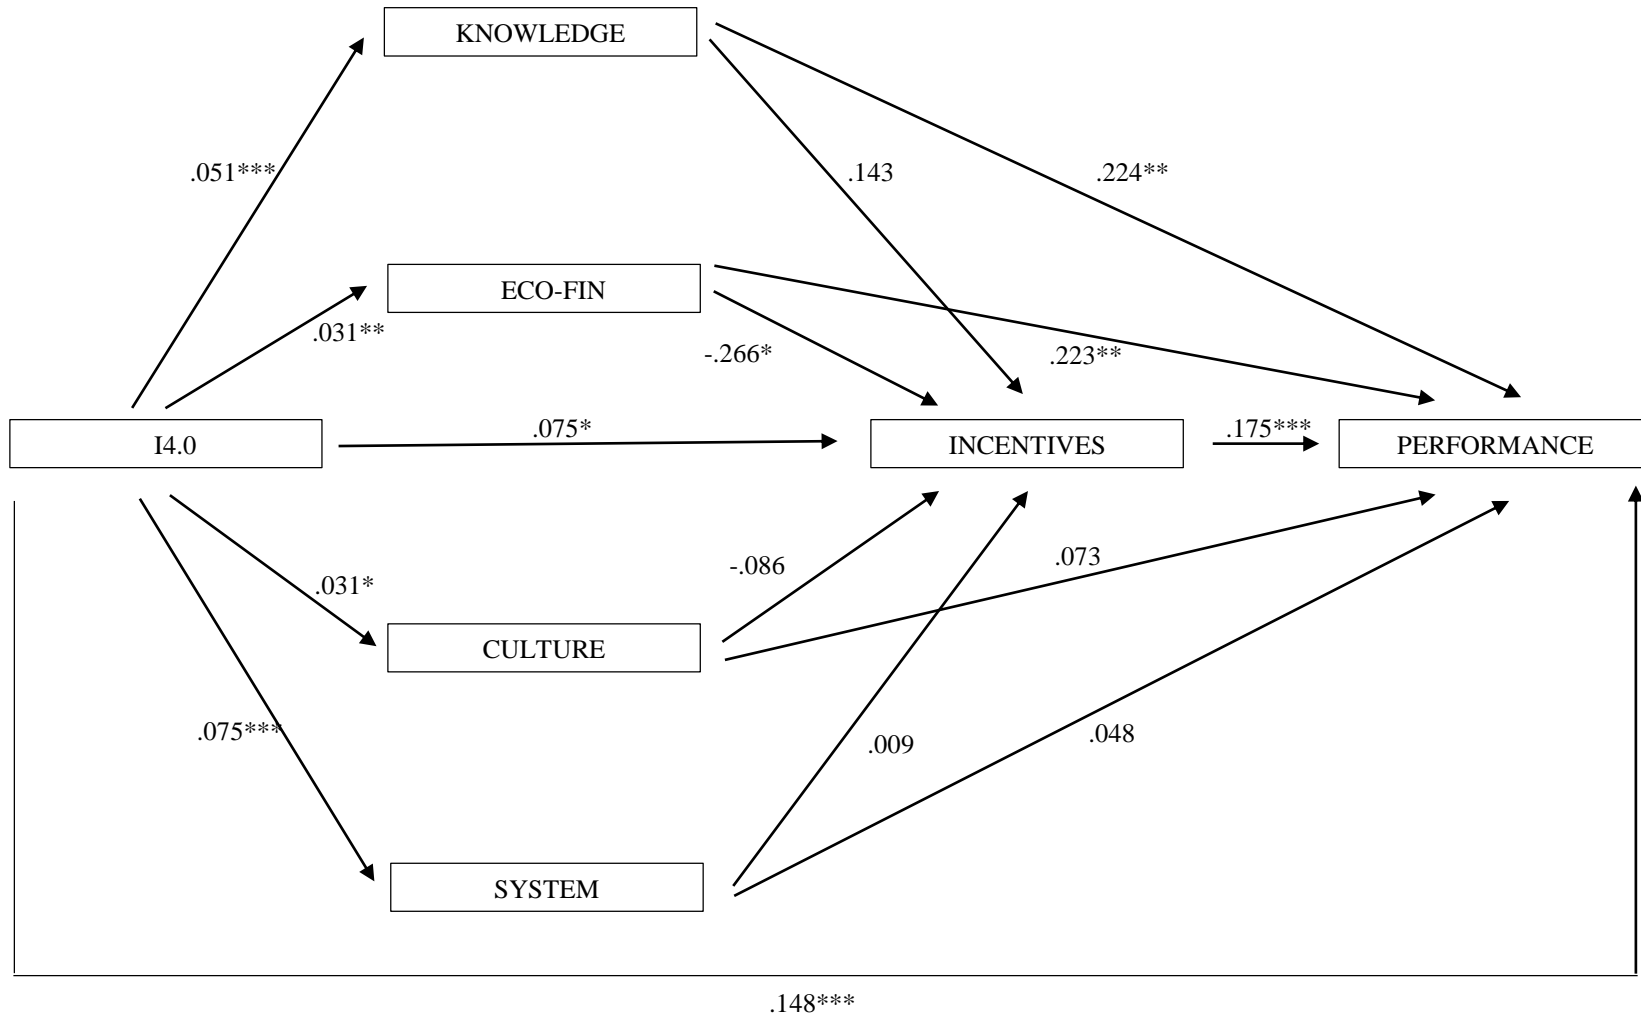 KNOWLEDGE
.051***
.143
.224**
ECO-FIN
.031**
-.266*
.223**
I4.0
.075*
INCENTIVES
.175***
PERFORMANCE
.031*
-.086
.073
CULTURE
.075***
.009
.048
SYSTEM
.148***